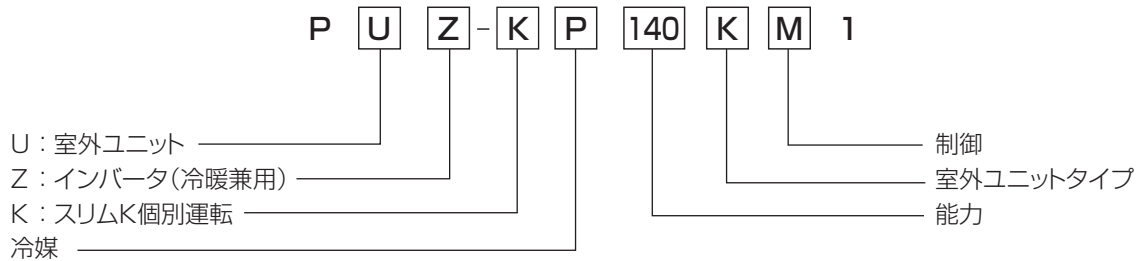 P U Z-K P 140 K M 1
U：室外ユニット
Z：インバータ(冷暖兼用)
K：スリムK個別運転
冷媒
制御
室外ユニットタイプ
能力